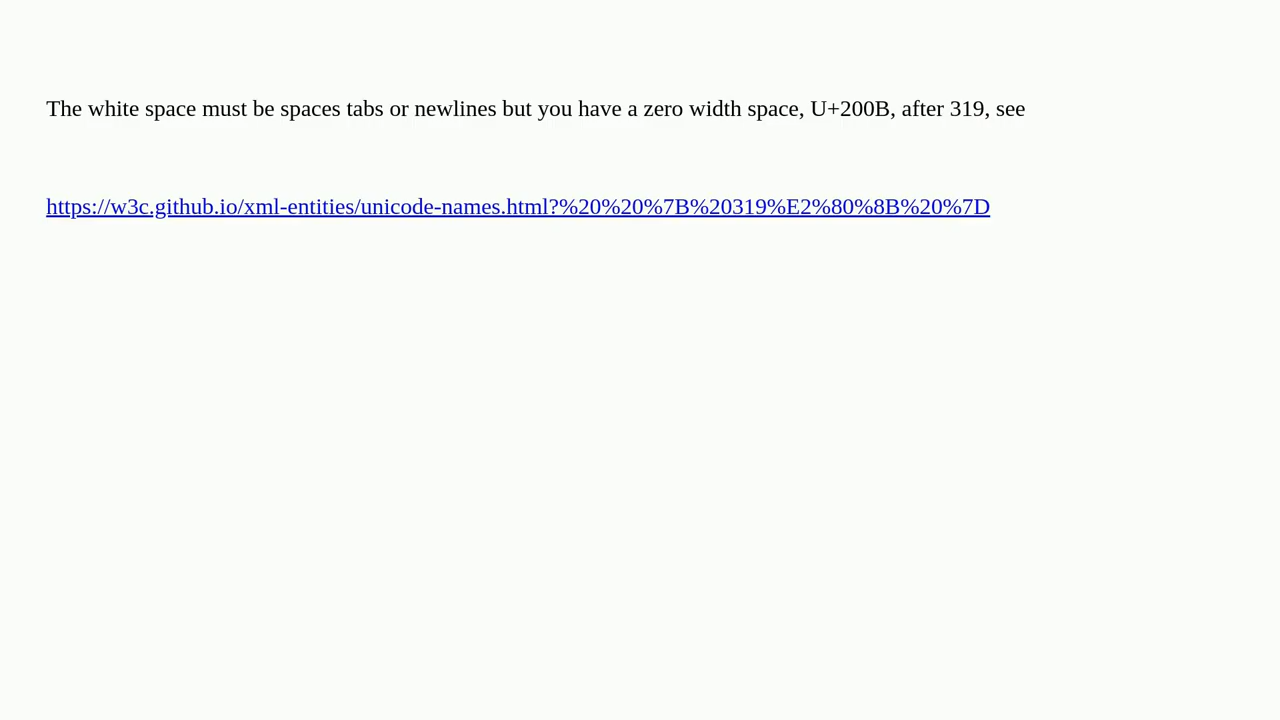 The white space must be spaces tabs or newlines but you have a zero width space, U+200B, after 319, see
https://w3c.github.io/xml-entities/unicode-names.html?%20%20%7B%20319%E2%80%8B%20%7D